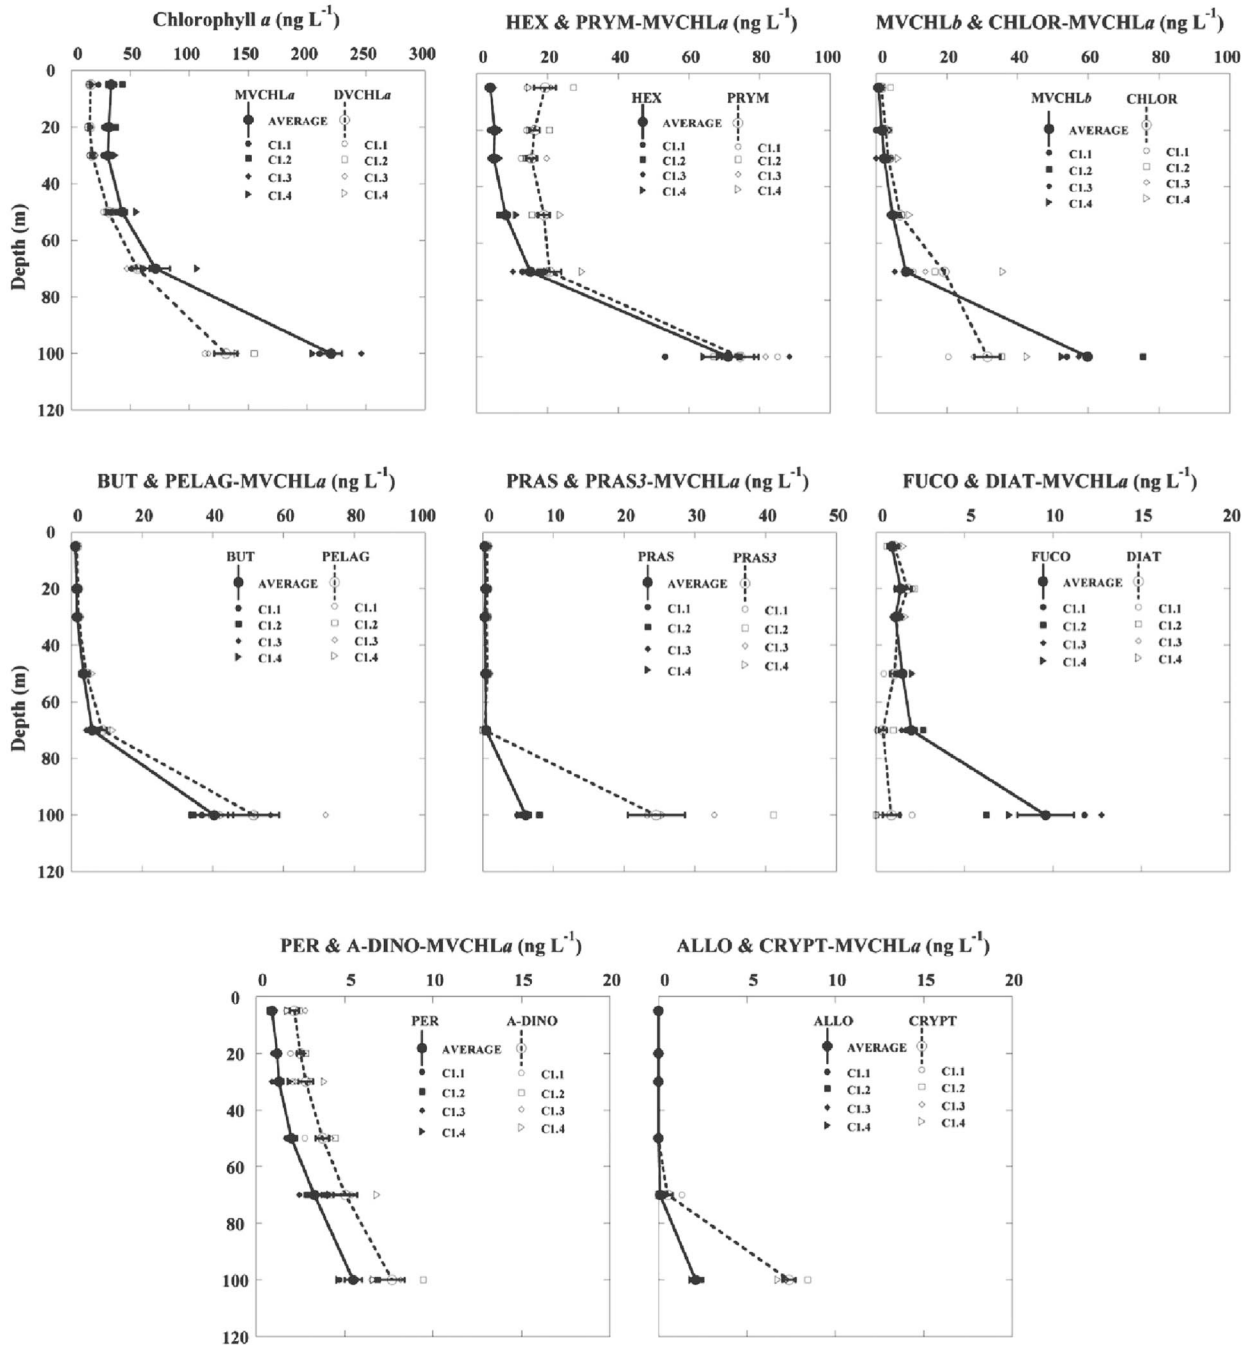 Chlorophyll a (ng L-1)
0 50 100 150 200 250 300
0
20
40
60
80
100
120
Depth (m)
MVCHLa DVCHLa
AVERAGE
C1.1 C1.1
C1.2 C1.2
C1.3 C1.3
C1.4 C1.4
HEX & PRYM-MVCHLa (ng L-1)
0 20 40 60 80 100
HEX PRYM
AVERAGE
C1.1 C1.1
C1.2 C1.2
C1.3 C1.3
C1.4 C1.4
MVCHLb & CHLOR-MVCHLa (ng L-1)
0 20 40 60 80 100
MVCHLb CHLOR
AVERAGE
C1.1 C1.1
C1.2 C1.2
C1.3 C1.3
C1.4 C1.4
BUT & PELAG-MVCHLa (ng L-1)
0 20 40 60 80 100
0
20
40
60
80
100
120
Depth (m)
BUT PELAG
AVERAGE
C1.1 C1.1
C1.2 C1.2
C1.3 C1.3
C1.4 C1.4
PRAS & PRAS3-MVCHLa (ng L-1)
0 10 20 30 40 50
PRAS PRAS3
AVERAGE
C1.1 C1.1
C1.2 C1.2
C1.3 C1.3
C1.4 C1.4
FUCO & DIAT-MVCHLa (ng L-1)
0 5 10 15 20
FUCO DIAT
AVERAGE
C1.1 C1.1
C1.2 C1.2
C1.3 C1.3
C1.4 C1.4
PER & A-DINO-MVCHLa (ng L-1)
0 5 10 15 20
0
20
40
60
80
100
120
PER A-DINO
AVERAGE
C1.1 C1.1
C1.2 C1.2
C1.3 C1.3
C1.4 C1.4
ALLO & CRYPT-MVCHLa (ng L-1)
0 5 10 15 20
ALLO CRYPT
AVERAGE
C1.1 C1.1
C1.2 C1.2
C1.3 C1.3
C1.4 C1.4